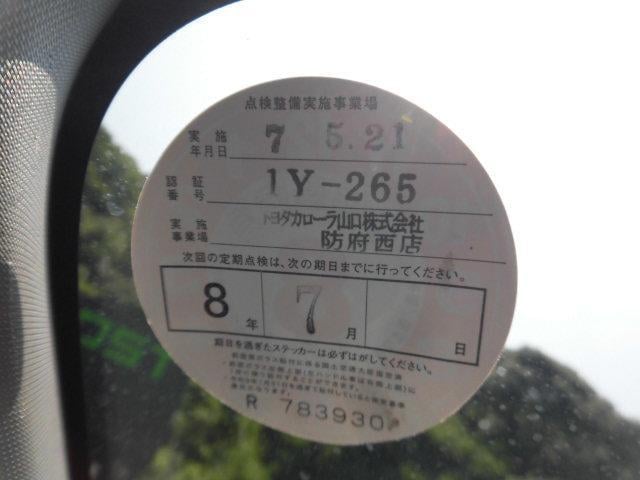 点検整備実施事業場
実施
年月日
7 5.21
認証
番号
1Y-265
実施
事業場
トヨタカローラ山口株式会社
防府西店
次回の定期点検は、次の期日までに行ってください。
8年 7月 日
期日を過ぎたステッカーは必ずはがしてください。
R 783930